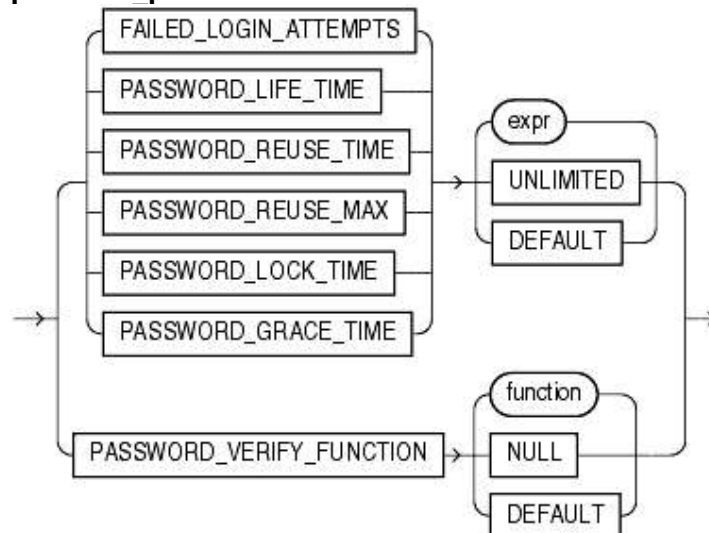 FAILED_LOGIN_ATTEMPTS
PASSWORD_LIFE_TIME
PASSWORD_REUSE_TIME
PASSWORD_REUSE_MAX
PASSWORD_LOCK_TIME
PASSWORD_GRACE_TIME
expr
UNLIMITED
DEFAULT
PASSWORD_VERIFY_FUNCTION
function
NULL
DEFAULT